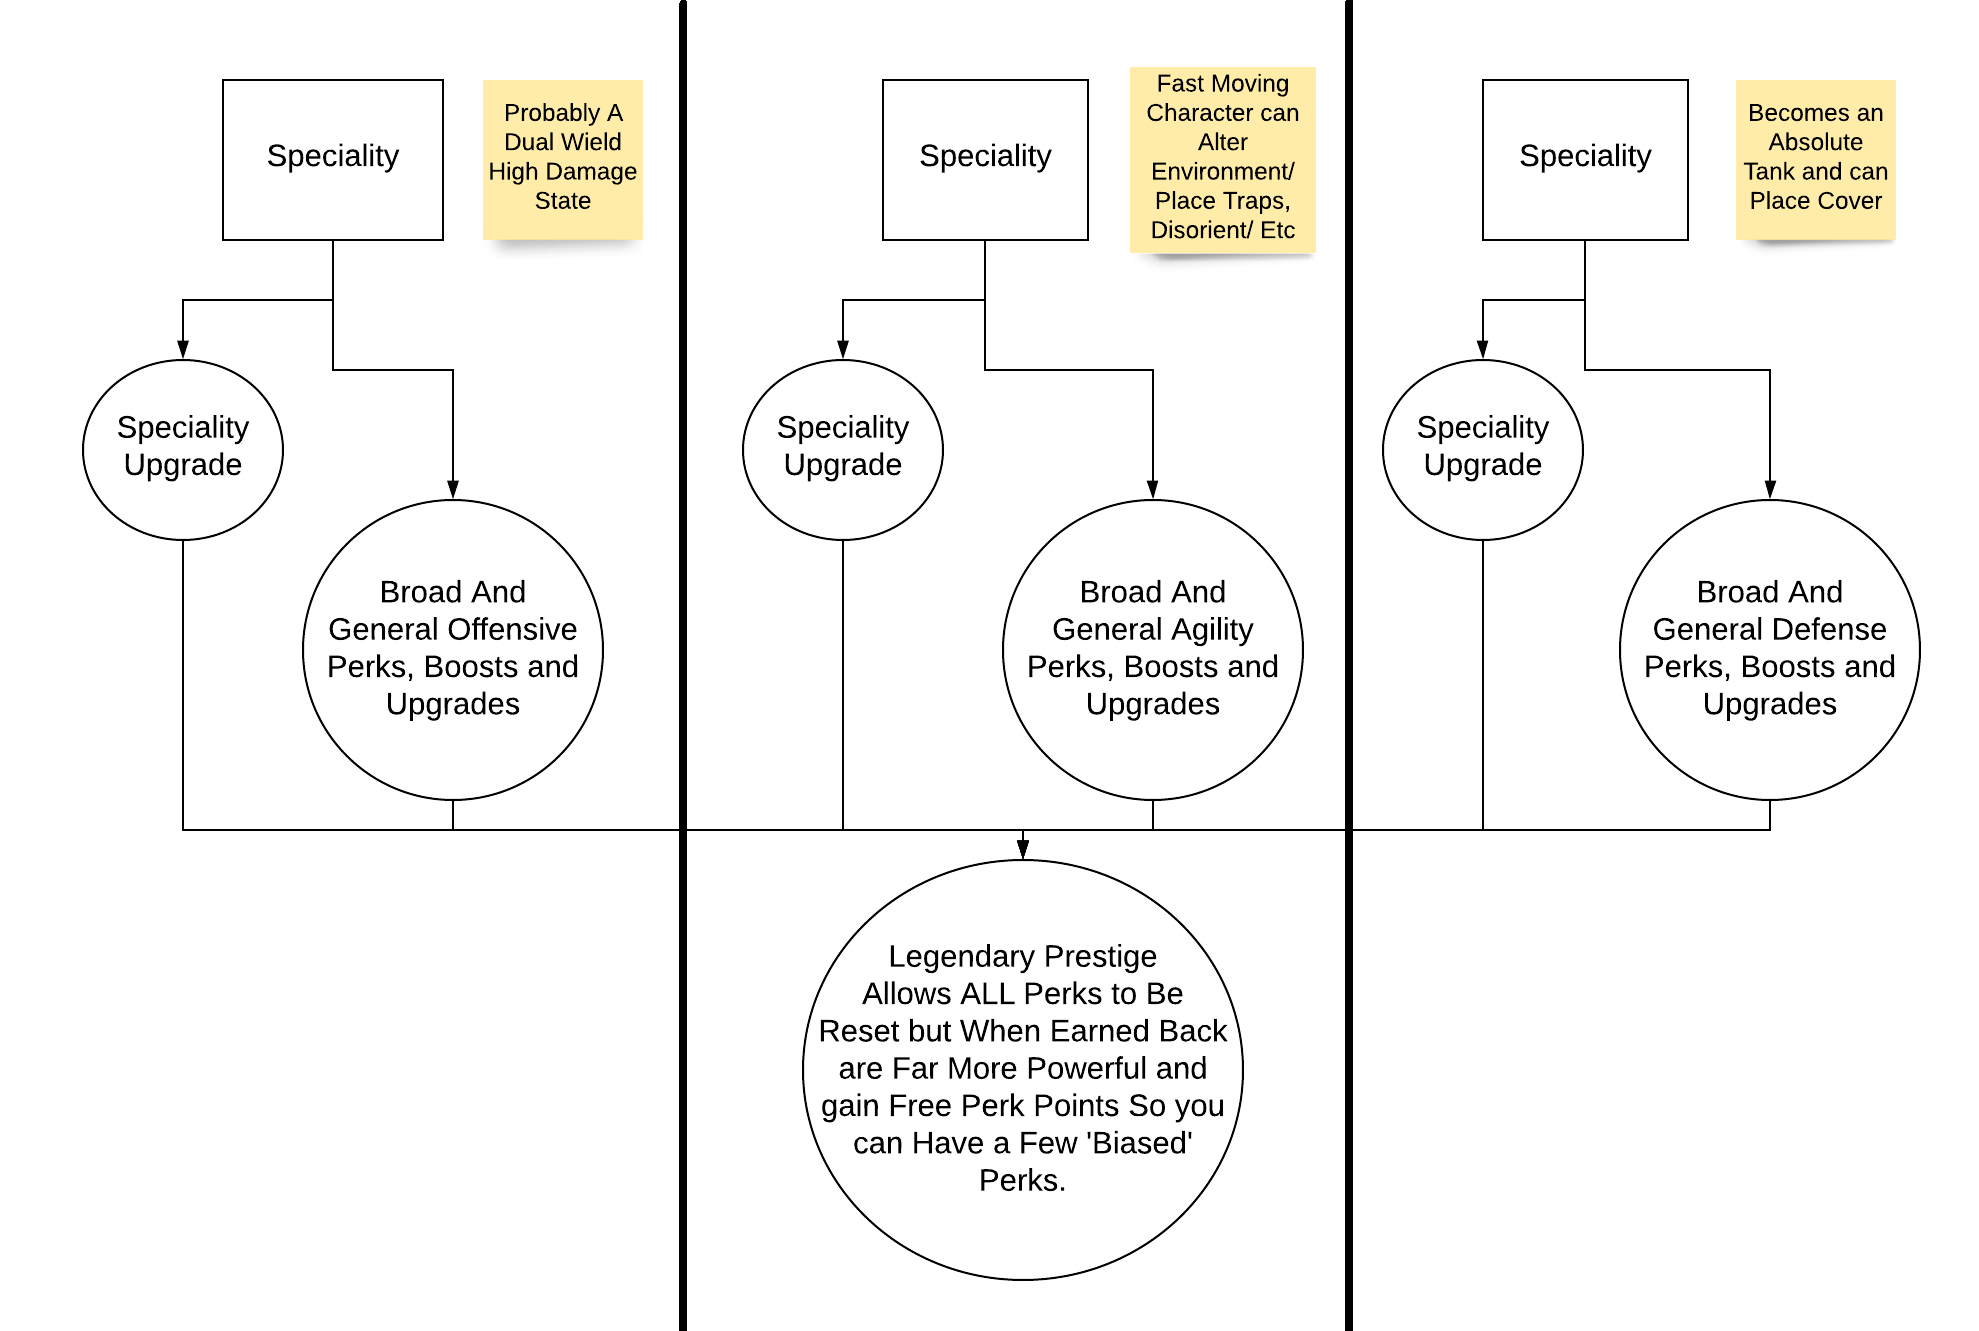 Speciality
Probably A
Dual Wield
High Damage
State
Speciality
Upgrade
Broad And
General Offensive
Perks, Boosts and
Upgrades
Speciality
Fast Moving
Character can
Alter
Environment/
Place Traps,
Disorient/ Etc
Speciality
Upgrade
Broad And
General Agility
Perks, Boosts and
Upgrades
Speciality
Becomes an
Absolute
Tank and can
Place Cover
Speciality
Upgrade
Broad And
General Defense
Perks, Boosts and
Upgrades
Legendary Prestige
Allows ALL Perks to Be
Reset but When Earned Back
are Far More Powerful and
gain Free Perk Points So you
can Have a Few 'Biased'
Perks.